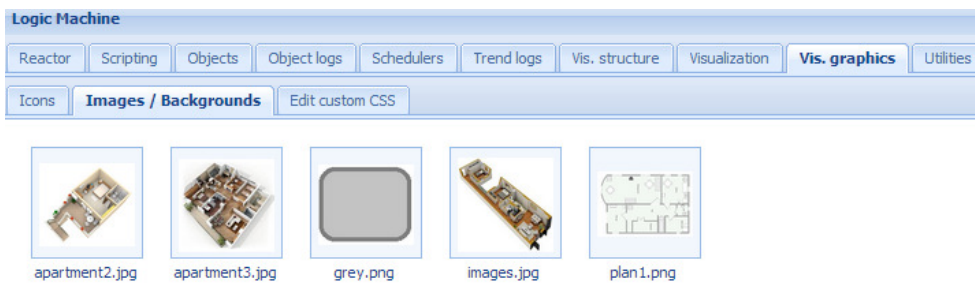 Logic Machine
Reactor Scripting Objects Object logs Schedulers Trend logs Vis. structure Visualization Vis. graphics Utilities
Icons Images / Backgrounds Edit custom CSS
apartment2.jpg apartment3.jpg grey.png images.jpg plan1.png